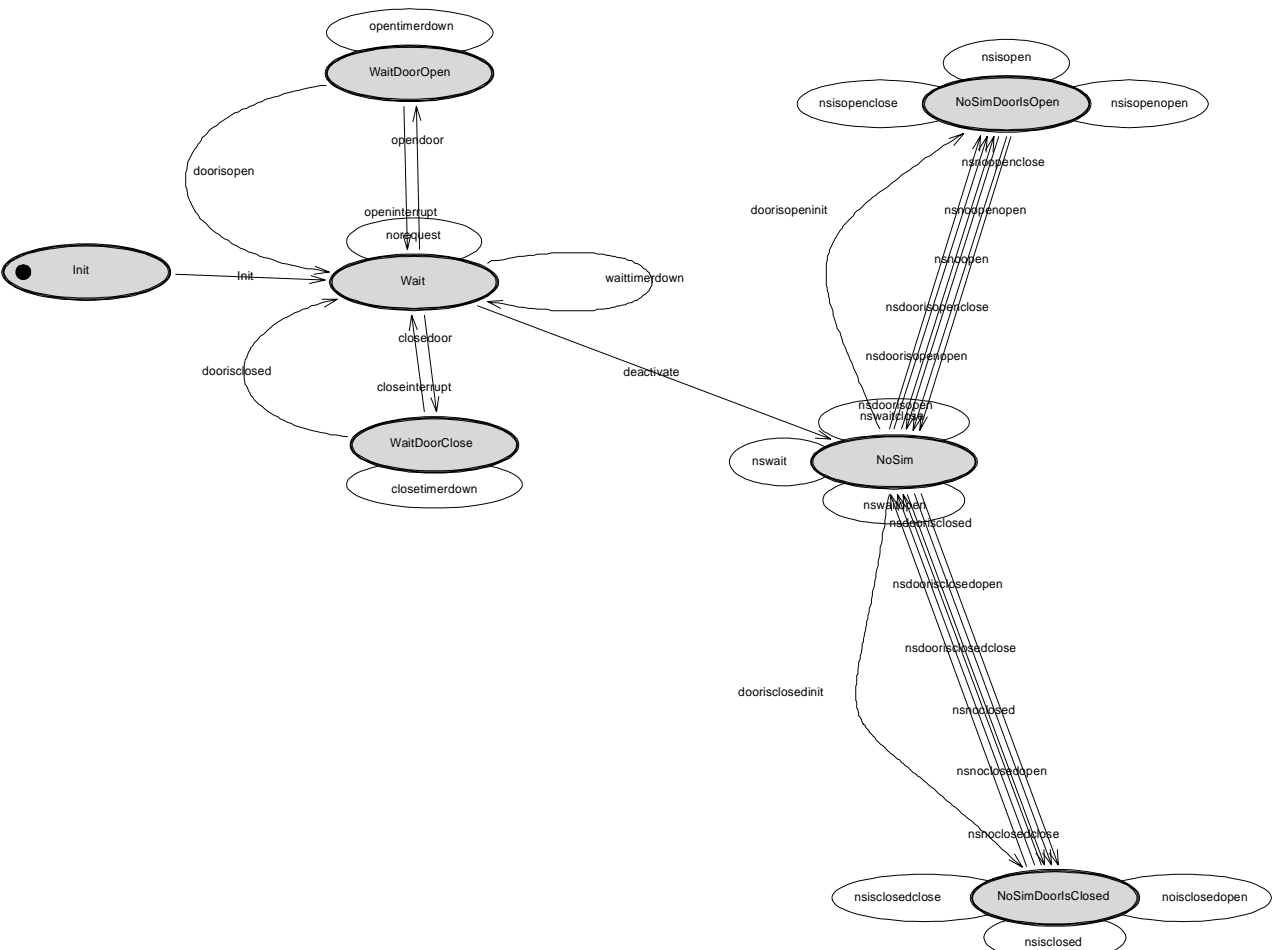 opentimerdown
WaitDoorOpen
nsisopen
nsisopenclose
NoSimDoorIsOpen
nsisopenopen
opendoor
nsnoopenclose
doorisopen
openinterrupt
doorisopeninit
nsnoopenopen
norequest
nsnoopen
Init
Init
Wait
waittimerdown
nsdoorisopenclose
closedoor
nsdoorisopenopen
doorisclosed
deactivate
closeinterrupt
nsdoorisopen
nswaitclose
WaitDoorClose
nswait
NoSim
closetimerdown
nswaitopen
nsdoorisclosed
nsdoorisclosedopen
nsdoorisclosedclose
doorisclosedinit
nsnoclosed
nsnoclosedopen
nsnoclosedclose
nsisclosedclose
NoSimDoorIsClosed
noisclosedopen
nsisclosed